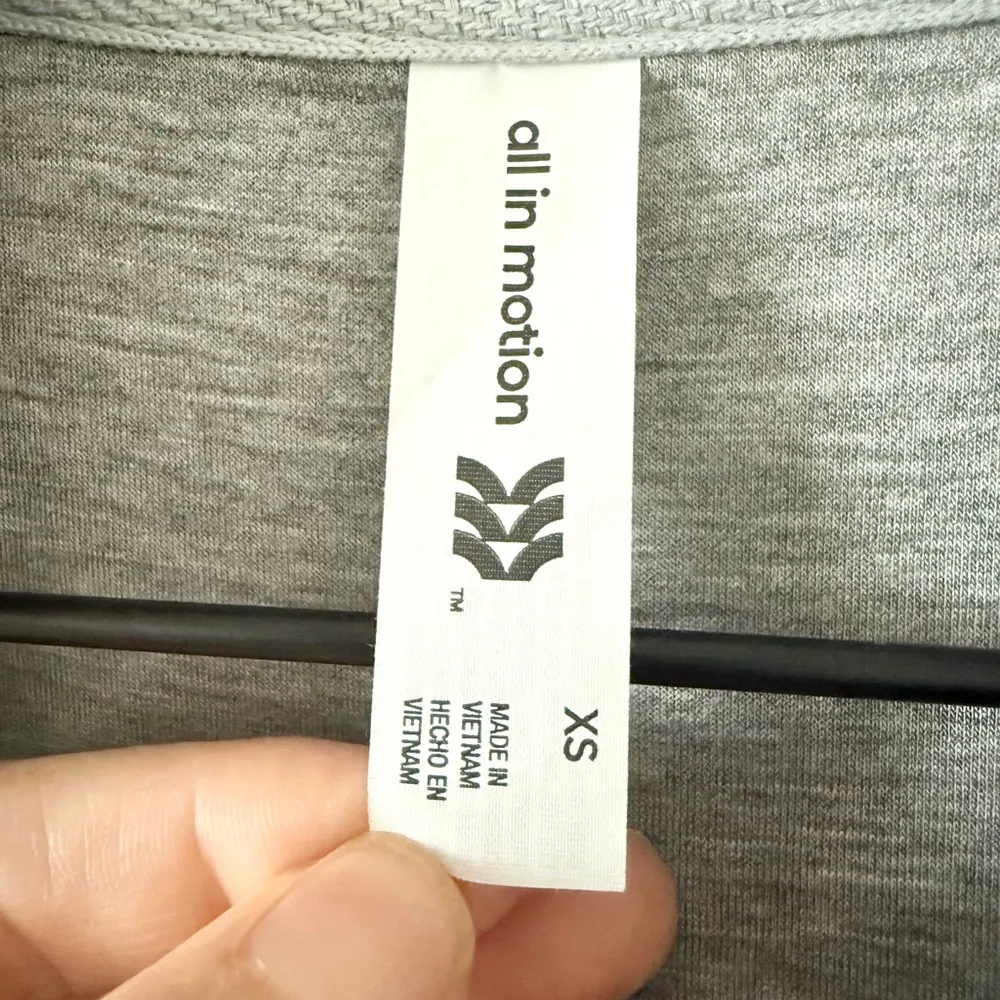 all in motion
™
XS
MADE IN
VIETNAM
HECHO EN
VIETNAM